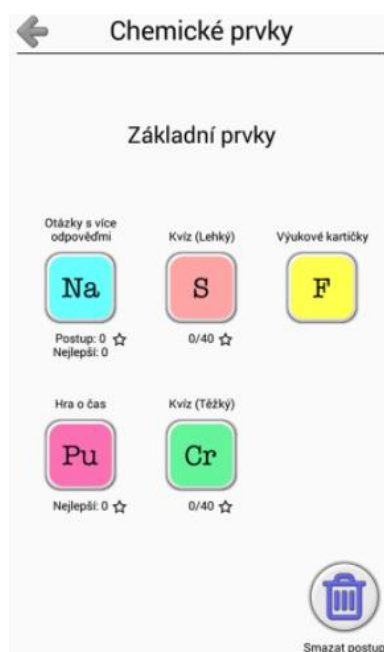 Chemické prvky
Základní prvky
Otázky s více
odpověďmi
Kvíz (Lehký)
Výukové kartičky
Na
S
F
Postup: 0
Nejlepší: 0
0/40
Hra o čas
Kvíz (Těžký)
Pu
Cr
Nejlepší: 0
0/40
Smazat postup